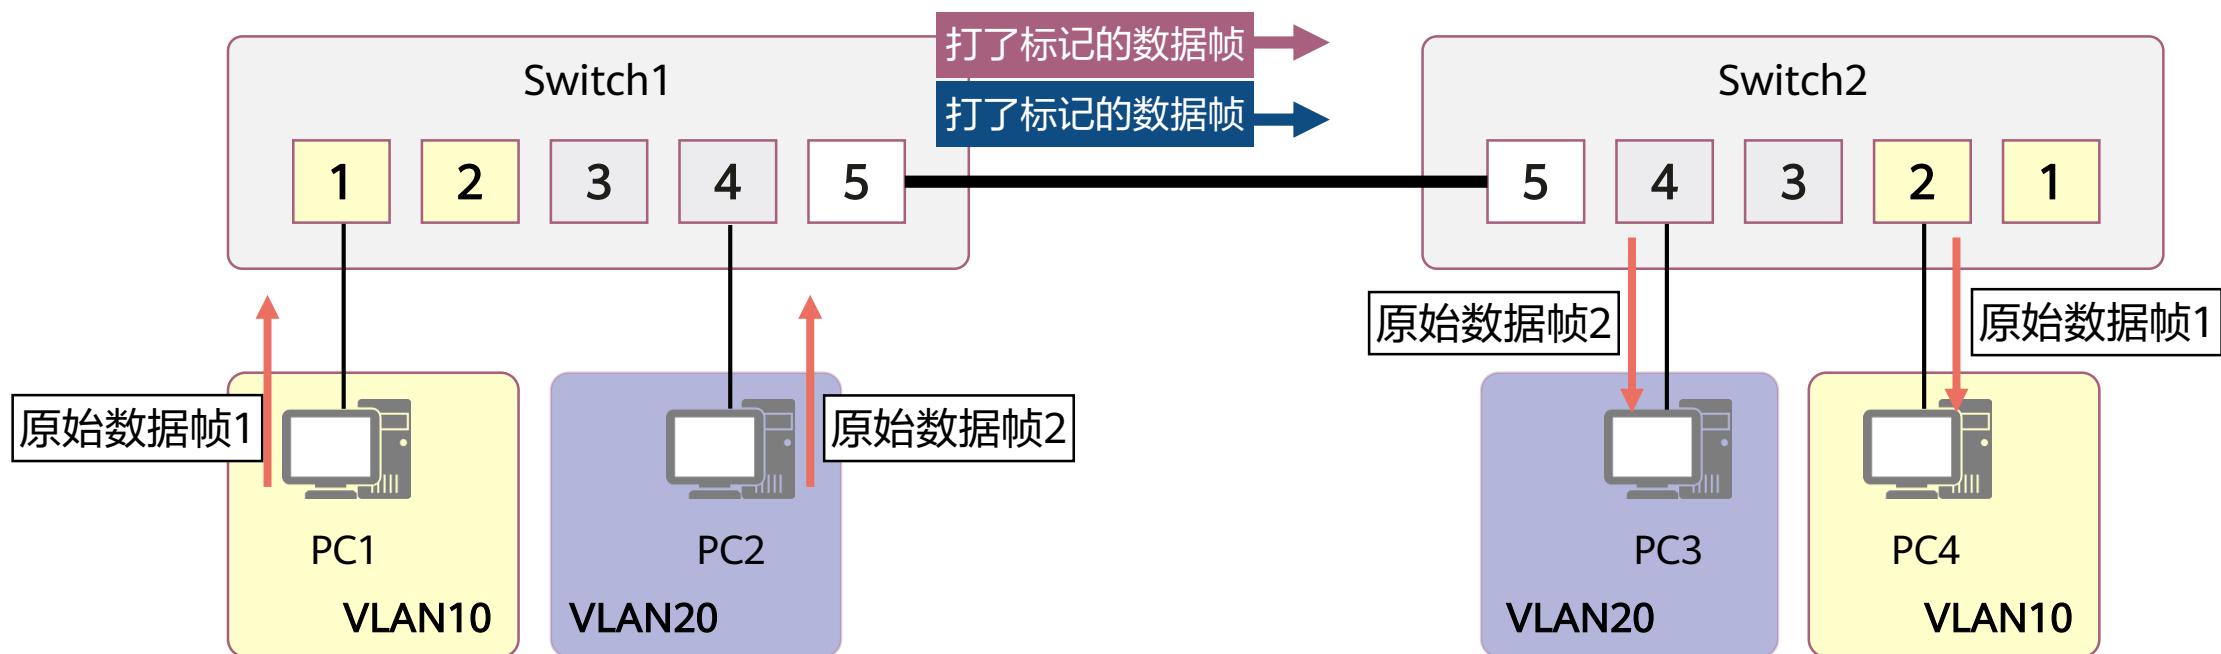 打了标记的数据帧
打了标记的数据帧
Switch1
1 2 3 4 5
Switch2
5 4 3 2 1
原始数据帧1
原始数据帧2
原始数据帧2
原始数据帧1
PC1
VLAN10
PC2
VLAN20
PC3
VLAN20
PC4
VLAN10